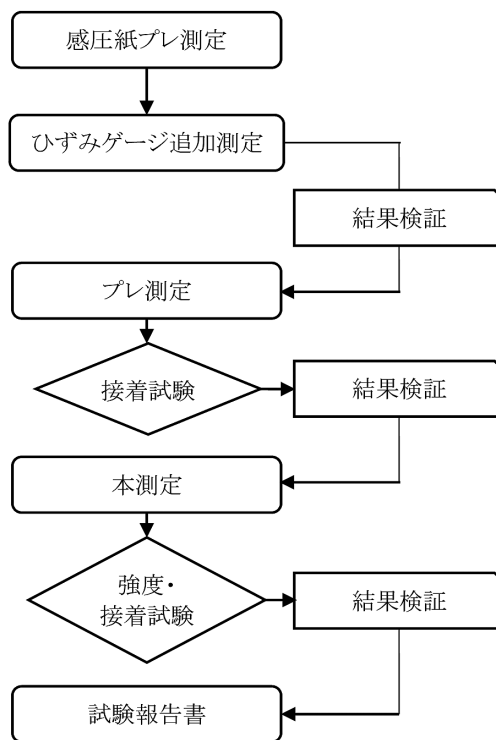 感圧紙プレ測定
ひずみゲージ追加測定
結果検証
プレ測定
接着試験
結果検証
本測定
強度・
接着試験
結果検証
試験報告書